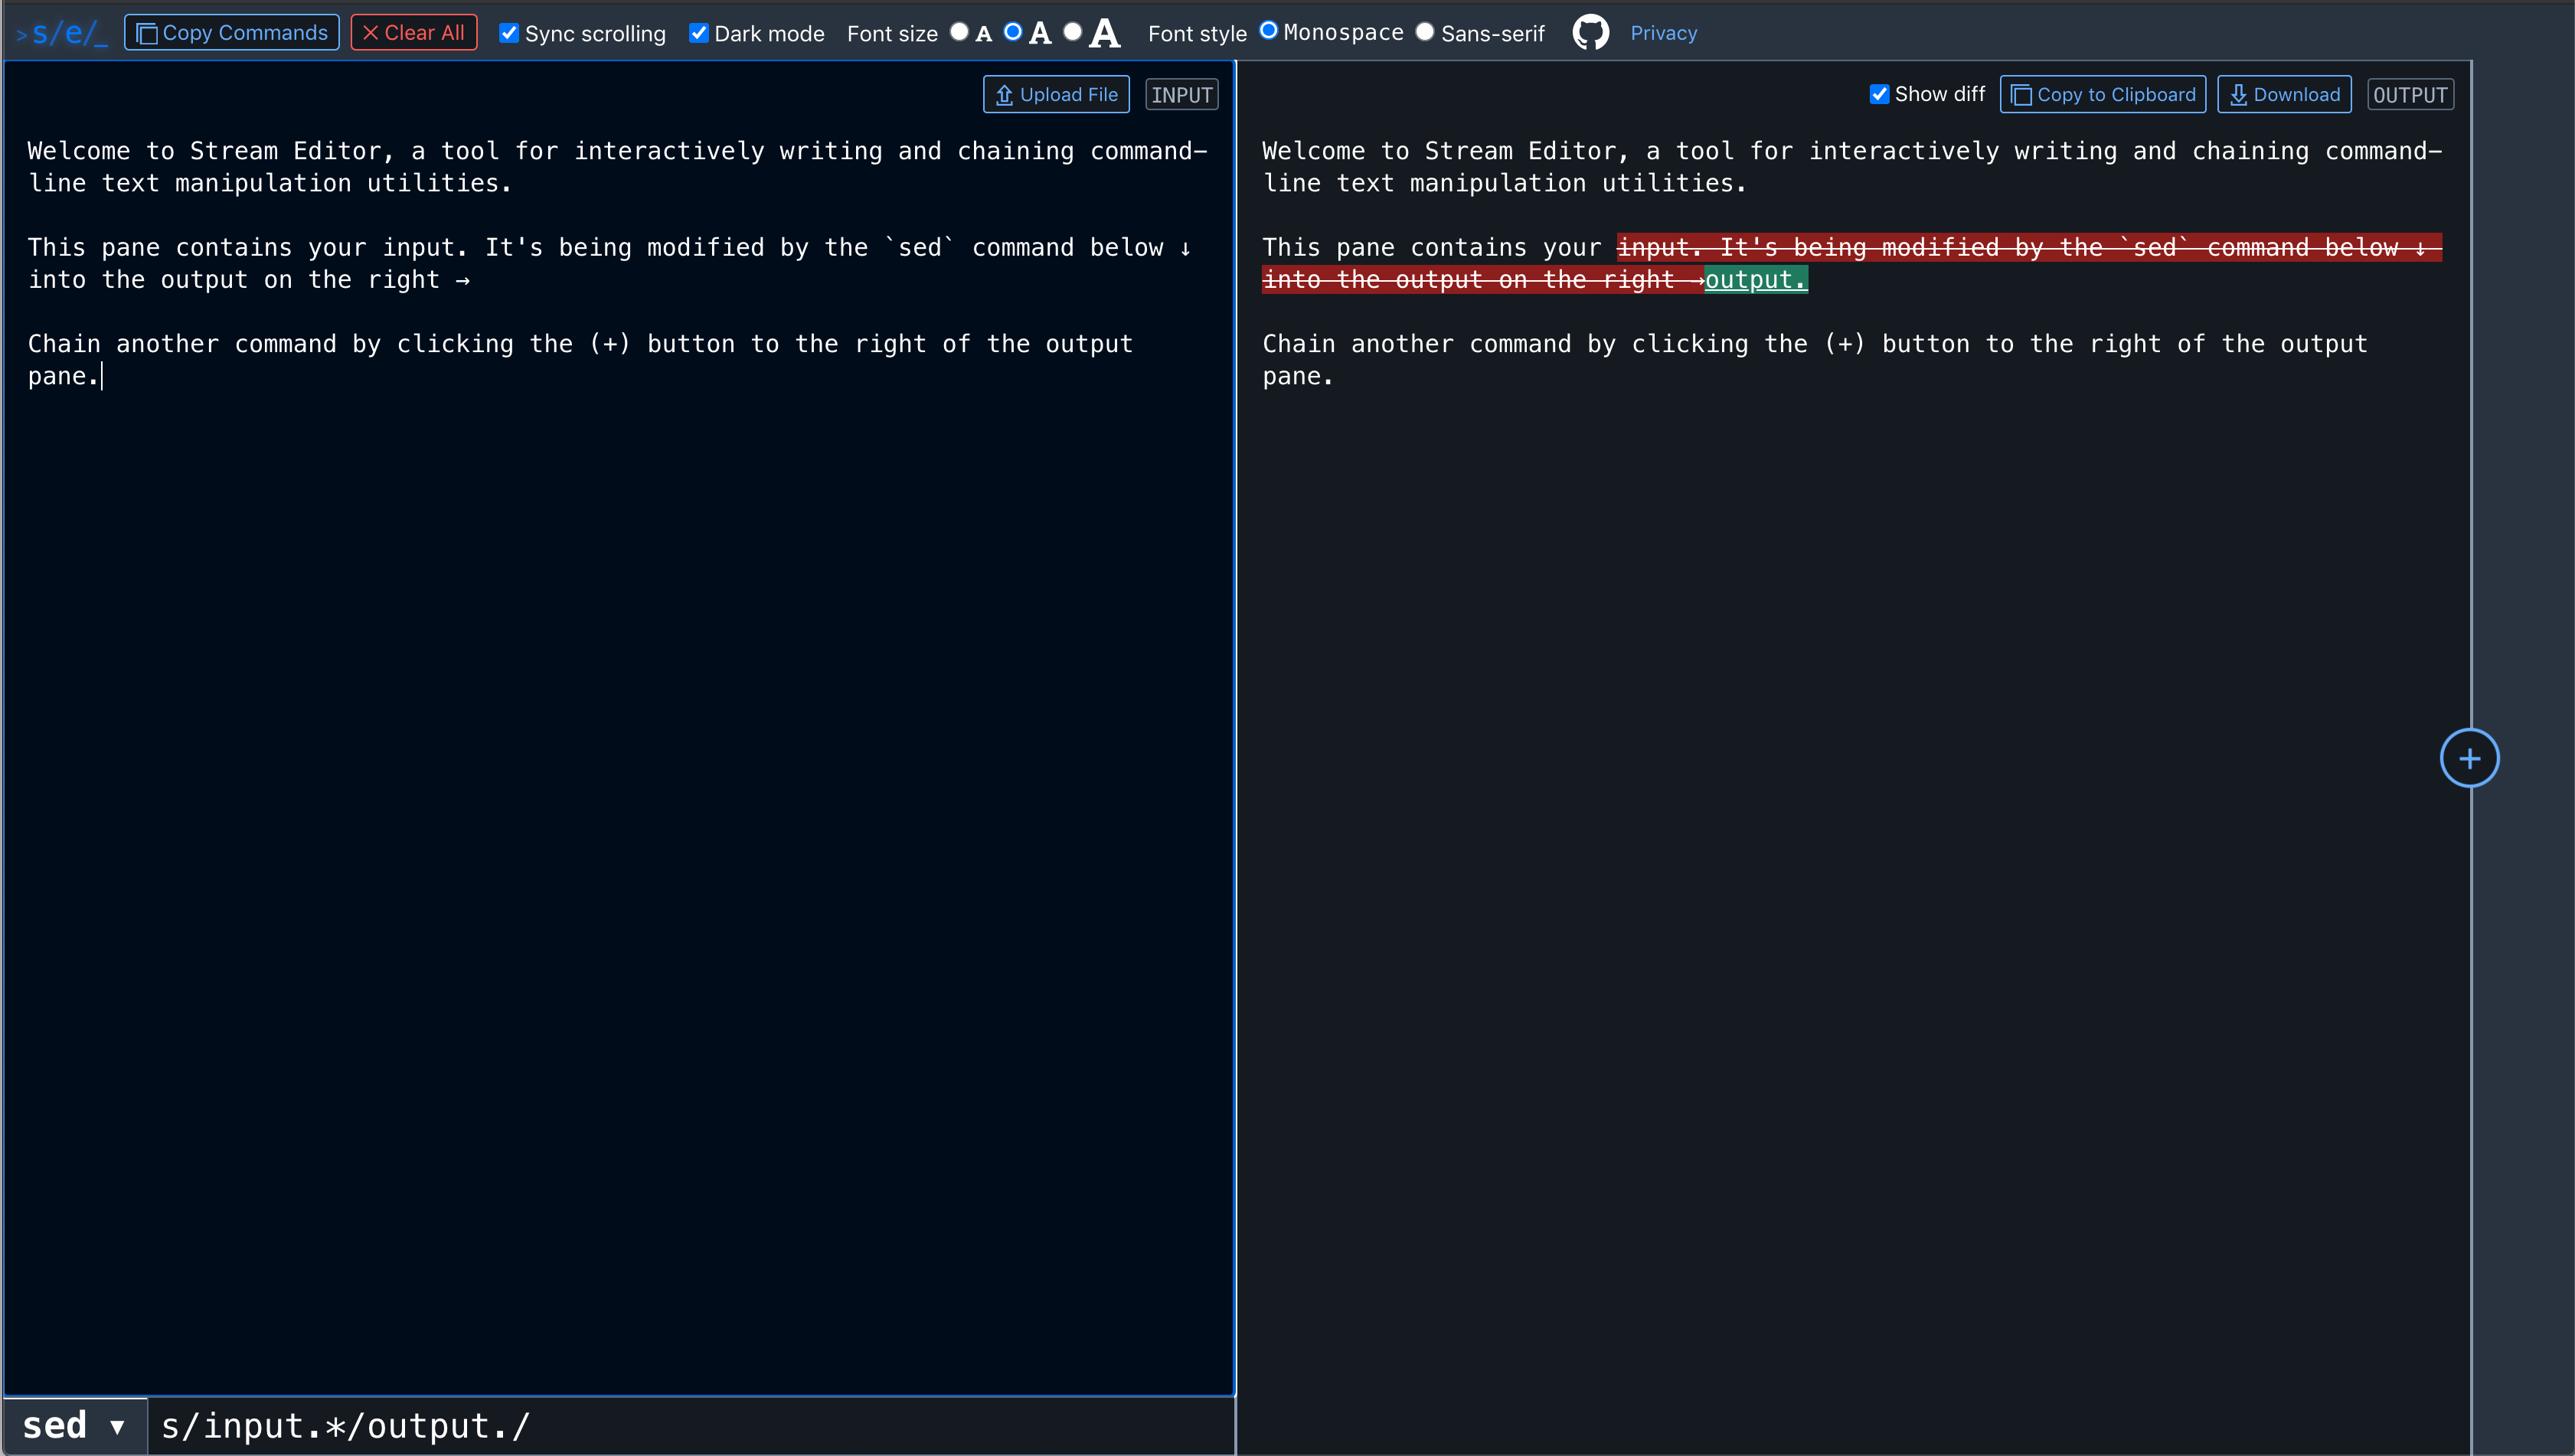 >s/e/_ Copy Commands Clear All Sync scrolling Dark mode Font size A A A Font style Monospace Sans-serif Privacy
Upload File INPUT
Welcome to Stream Editor, a tool for interactively writing and chaining command-
line text manipulation utilities.
This pane contains your input. It's being modified by the `sed` command below ↓
into the output on the right →
Chain another command by clicking the (+) button to the right of the output
pane.
sed ▾ s/input.*/output./
Show diff Copy to Clipboard Download OUTPUT
Welcome to Stream Editor, a tool for interactively writing and chaining command-
line text manipulation utilities.
This pane contains your input. It's being modified by the `sed` command below ↓
into the output on the right →output.
Chain another command by clicking the (+) button to the right of the output
pane.
+